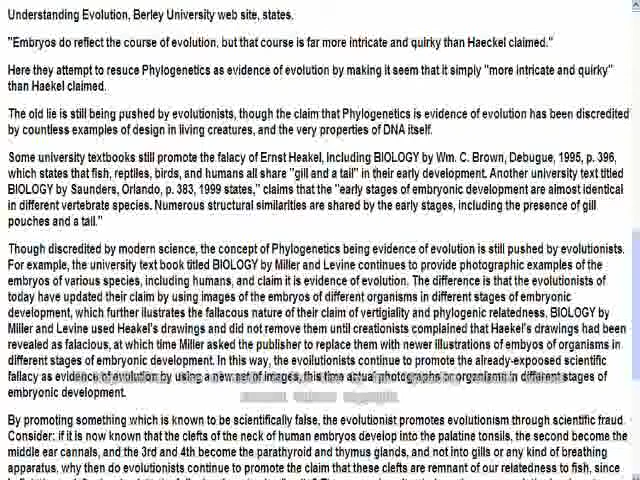 Understanding Evolution, Berley University web site, states.
"Embryos do reflect the course of evolution, but that course is far more intricate and quirky than Haeckel claimed."
Here they attempt to resuce Phylogenetics as evidence of evolution by making it seem that it simply "more intricate and quirky"
than Haekel claimed.
The old lie is still being pushed by evolutionists, though the claim that Phylogenetics is evidence of evolution has been discredited
by countless examples of design in living creatures, and the very properties of DNA itself.
Some university textbooks still promote the falacy of Ernst Heakel, including BIOLOGY by Wm. C. Brown, Debugue, 1995, p. 396,
which states that fish, reptiles, birds, and humans all share "gill and a tail" in their early development. Another university text titled
BIOLOGY by Saunders, Orlando, p. 383, 1999 states," claims that the "early stages of embryonic development are almost identical
in different vertebrate species. Numerous structural similarities are shared by the early stages, including the presence of gill
pouches and a tail."
Though discredited by modern science, the concept of Phylogenetics being evidence of evolution is still pushed by evolutionists.
For example, the university text book titled BIOLOGY by Miller and Levine continues to provide photographic examples of the
embryos of various species, including humans, and claim it is evidence of evolution. The difference is that the evolutionists of
today have updated their claim by using images of the embryos of different organisms in different stages of embryonic
development, which further illustrates the fallacous nature of their claim of vertigiality and phylogenic relatedness. BIOLOGY by
Miller and Levine used Heakel's drawings and did not remove them until creationists complained that Haekel's drawings had been
revealed as falacious, at which time Miller asked the publisher to replace them with newer illustrations of embyos of organisms in
different stages of embryonic development. In this way, the evoilutionists continue to promote the already-expoosed scientific
fallacy as evidence of evolution by using a new set of images, this time actual photographs or organisms in different stages of
embryonic development.
By promoting something which is known to be scientifically false, the evolutionist promotes evolutionism through scientific fraud.
Consider: if it is now known that the clefts of the neck of human embryos develop into the palatine tonsils, the second become the
middle ear cannals, and the 3rd and 4th become the parathyroid and thymus glands, and not into gills or any kind of breathing
apparatus, why then do evolutionists continue to promote the claim that these clefts are remnant of our relatedness to fish, since